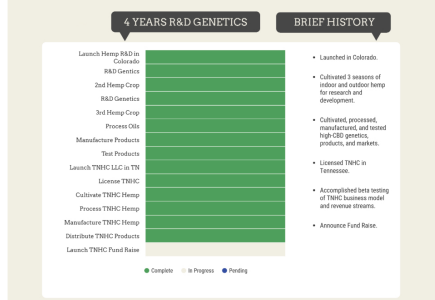 4 YEARS R&D GENETICS
BRIEF HISTORY
Launch Hemp R&D in
Colorado
R&D Gentics
2nd Hemp Crop
R&D Genetics
3rd Hemp Crop
Process Oils
Manufacture Products
Test Products
Launch TNHC LLC in TN
License TNHC
Cultivate TNHC Hemp
Process TNHC Hemp
Manufacture TNHC Hemp
Distribute TNHC Products
Launch TNHC Fund Raise
Complete In Progress Pending
• Launched in Colorado.
• Cultivated 3 seasons of
indoor and outdoor hemp
for research and
development.
• Cultivated, processed,
manufactured, and tested
high-CBD genetics,
products, and markets.
• Licensed TNHC in
Tennessee.
• Accomplished beta testing
of TNHC business model
and revenue streams.
• Announce Fund Raise.